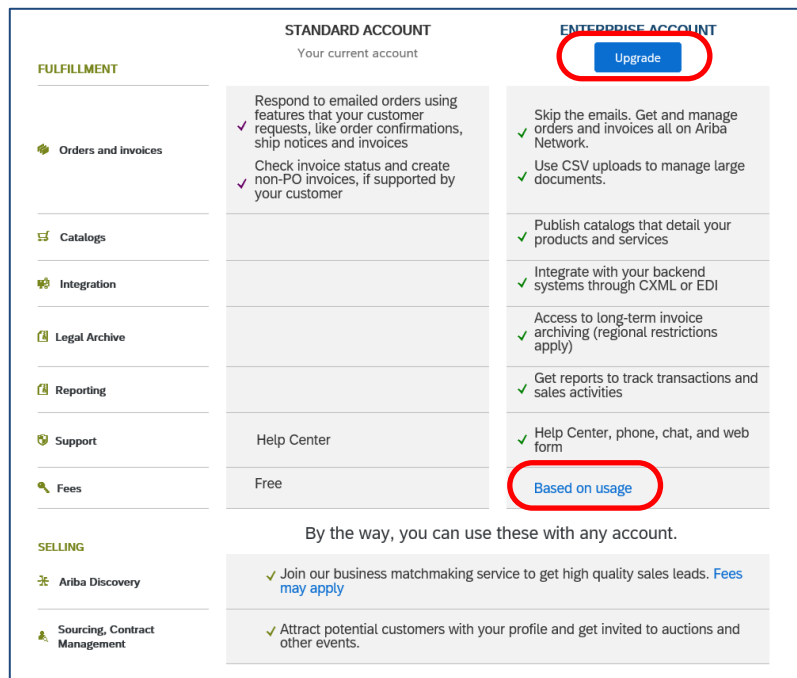 STANDARD ACCOUNT
Your current account
ENTERPRISE ACCOUNT
Upgrade
FULFILLMENT
Orders and invoices
Respond to emailed orders using
features that your customer
requests, like order confirmations,
ship notices and invoices
Check invoice status and create
non-PO invoices, if supported by
your customer
Skip the emails. Get and manage
orders and invoices all on Ariba
Network.
Use CSV uploads to manage large
documents.
Catalogs
Publish catalogs that detail your
products and services
Integration
Integrate with your backend
systems through CXML or EDI
Legal Archive
Access to long-term invoice
archiving (regional restrictions
apply)
Reporting
Get reports to track transactions and
sales activities
Support
Help Center
Help Center, phone, chat, and web
form
Fees
Free
Based on usage
By the way, you can use these with any account.
SELLING
Ariba Discovery
Join our business matchmaking service to get high quality sales leads. Fees
may apply
Sourcing, Contract
Management
Attract potential customers with your profile and get invited to auctions and
other events.